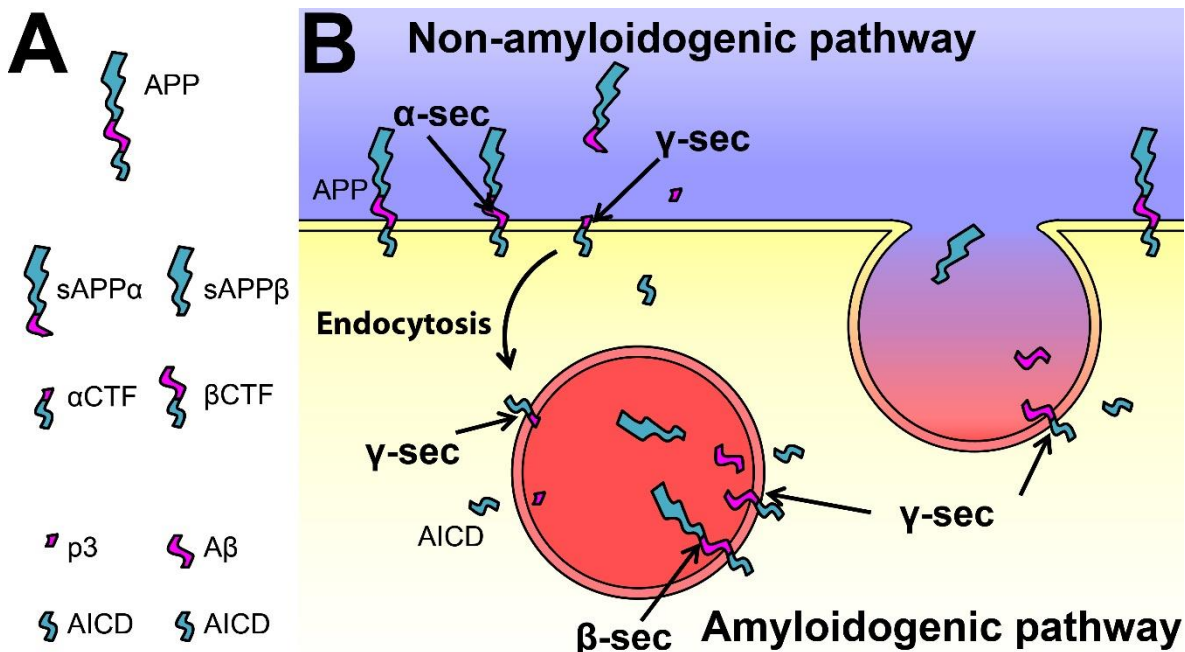 A
APP
sAPPα
sAPPβ
αCTF
βCTF
p3
Aβ
AICD
AICD
B
Non-amyloidogenic pathway
α-sec
γ-sec
APP
Endocytosis
γ-sec
AICD
γ-sec
β-sec
Amyloidogenic pathway